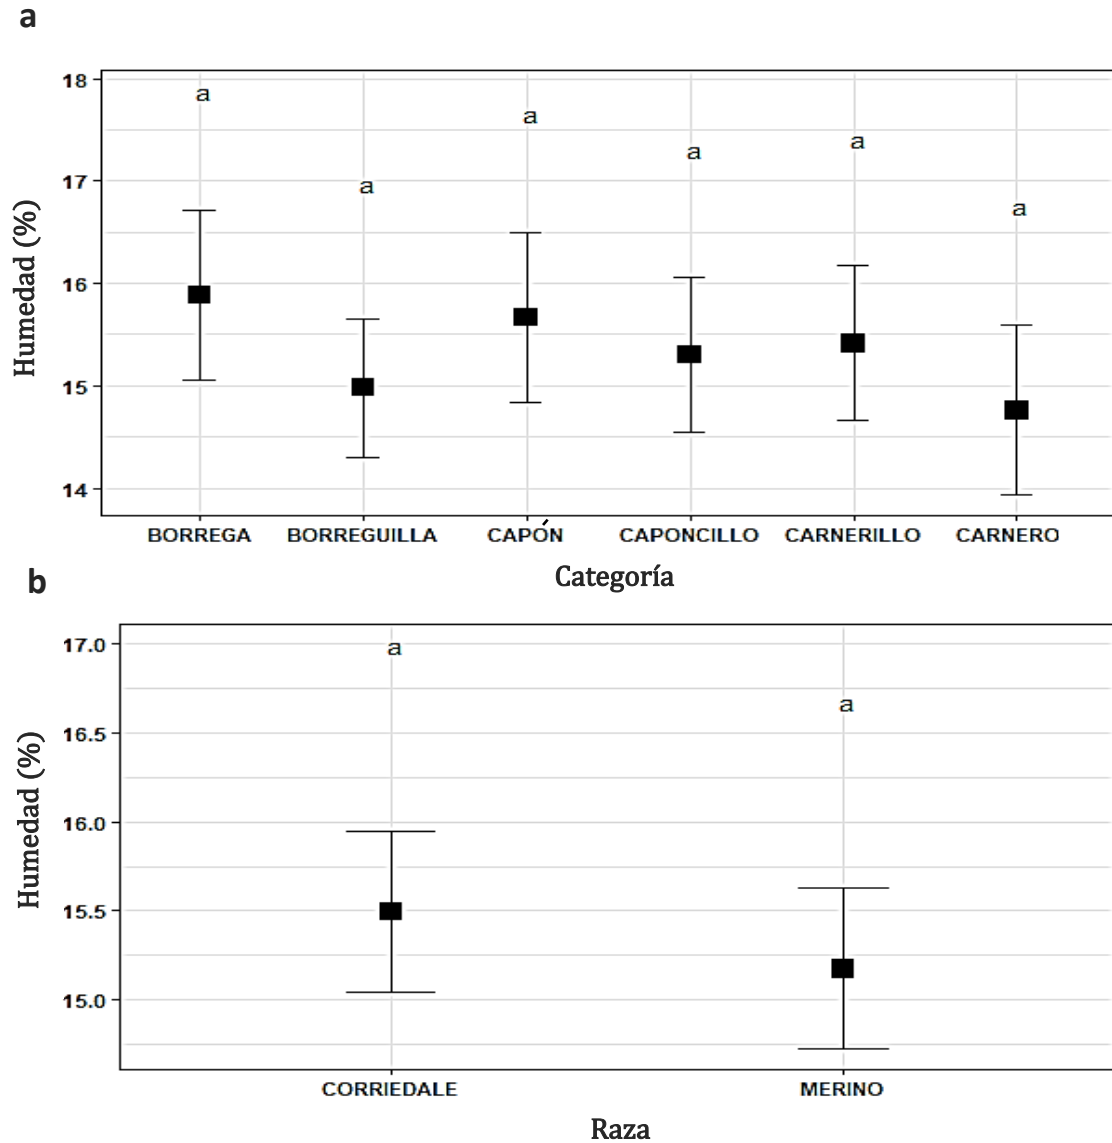 a
18
a
a
a
a
17
a
a
16
15
14
Humedad (%)
BORREGA BORREGUILLA CAPÓN CAPONCILLO CARNERILLO CARNERO
Categoría
b
17.0
a
a
16.5
16.0
15.5
15.0
Humedad (%)
CORRIEDALE MERINO
Raza